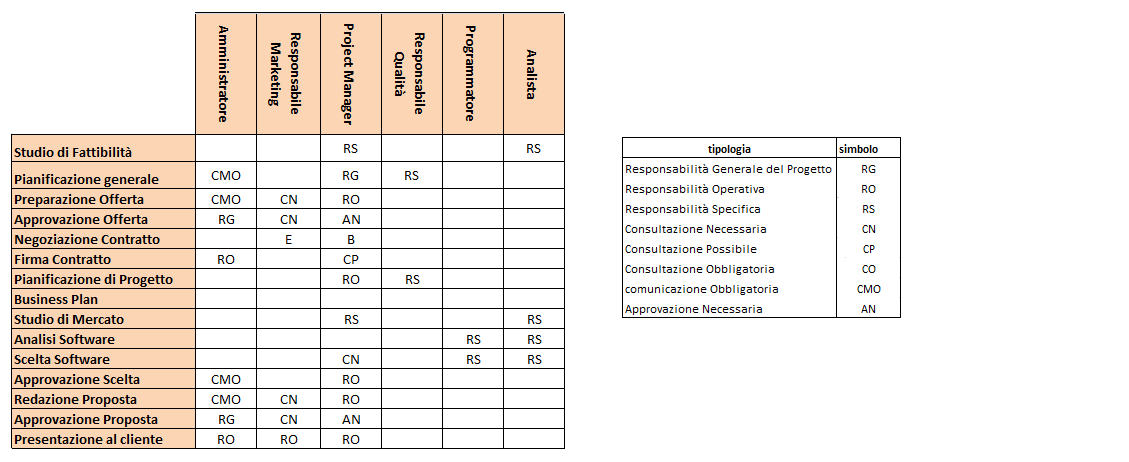 Amministratore Responsabile Marketing Project Manager Responsabile Qualità Programmatore Analista
Studio di Fattibilità RS RS
Pianificazione generale CMO RG RS
Preparazione Offerta CMO CN RO
Approvazione Offerta RG CN AN
Negoziazione Contratto E B
Firma Contratto RO CP
Pianificazione di Progetto RO RS
Business Plan
Studio di Mercato RS RS
Analisi Software RS RS
Scelta Software CN RS RS
Approvazione Scelta CMO RO
Redazione Proposta CMO CN RO
Approvazione Proposta RG CN AN
Presentazione al cliente RO RO RO
tipologia simbolo
Responsabilità Generale del Progetto RG
Responsabilità Operativa RO
Responsabilità Specifica RS
Consultazione Necessaria CN
Consultazione Possibile CP
Consultazione Obbligatoria CO
comunicazione Obbligatoria CMO
Approvazione Necessaria AN